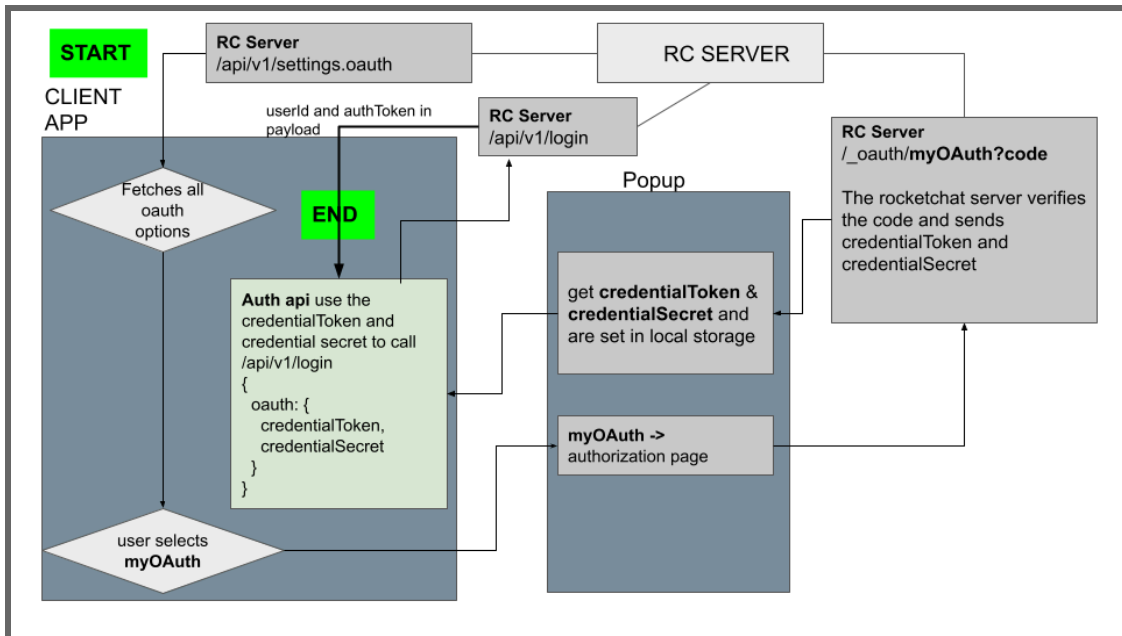 START
RC Server
/api/v1/settings.oauth
RC SERVER
CLIENT
APP
userId and authToken in
payload
RC Server
/api/v1/login
RC Server
/_oauth/myOAuth?code
The rocketchat server verifies
the code and sends
credentialToken and
credentialSecret
Fetches all
oauth
options
END
Popup
Auth api use the
credentialToken and
credential secret to call
/api/v1/login
{
oauth: {
credentialToken,
credentialSecret
}
}
get credentialToken &
credentialSecret and
are set in local storage
myOAuth ->
authorization page
user selects
myOAuth